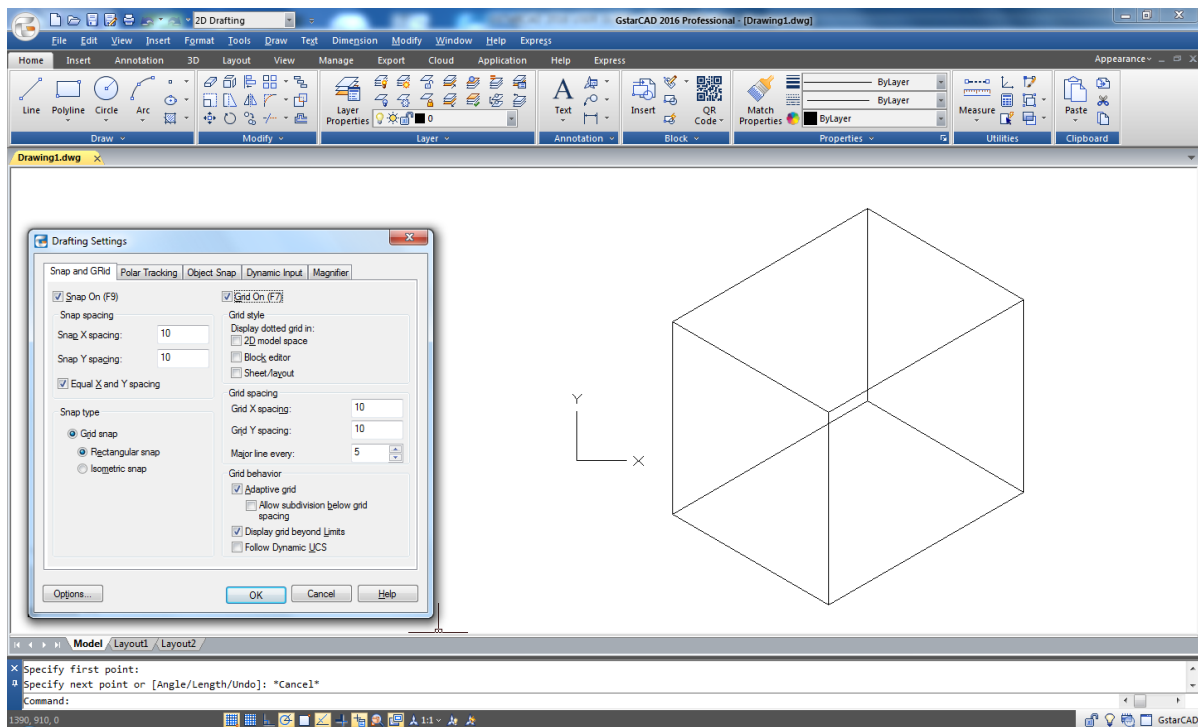 2D Drafting
GstarCAD 2016 Professional - [Drawing1.dwg]
File Edit View Insert Format Tools Draw Text Dimension Modify Window Help Express
Home Insert Annotation 3D Layout View Manage Export Cloud Application Help Express Appearance
Line Polyline Circle Arc
Layer Properties
0
A Text
Insert
QR Code
Match Properties
ByLayer
ByLayer
ByLayer
Measure
Paste
Draw Modify Layer Annotation Block Properties Utilities Clipboard
Drawing1.dwg
Drafting Settings
Snap and GRid Polar Tracking Object Snap Dynamic Input Magnifier
Snap On (F9)
Snap spacing
Snap X spacing: 10
Snap Y spacing: 10
Equal X and Y spacing
Snap type
Grid snap
Rectangular snap
Isometric snap
Grid On (F7)
Grid style
Display dotted grid in:
2D model space
Block editor
Sheet/layout
Grid spacing
Grid X spacing: 10
Grid Y spacing: 10
Major line every: 5
Grid behavior
Adaptive grid
Allow subdivision below grid
spacing
Display grid beyond Limits
Follow Dynamic UCS
Options... OK Cancel Help
Y
X
Model Layout1 Layout2
Specify first point:
Specify next point or [Angle/Length/Undo]: *Cancel*
Command:
1390, 910, 0
1:1
GstarCAD